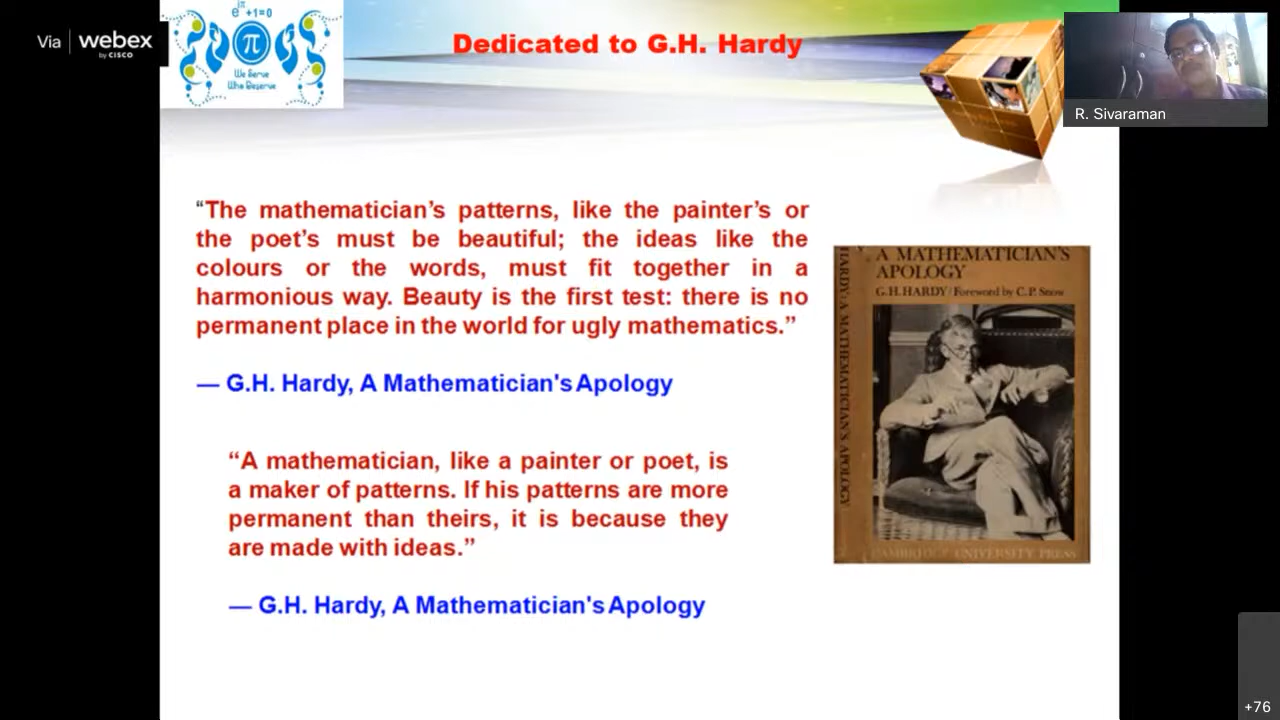 Via webex
by CISCO
e^iπ +1=0
π
We Serve
Who Deserve
Dedicated to G.H. Hardy
R. Sivaraman
“The mathematician’s patterns, like the painter’s or
the poet’s must be beautiful; the ideas like the
colours or the words, must fit together in a
harmonious way. Beauty is the first test: there is no
permanent place in the world for ugly mathematics.”
— G.H. Hardy, A Mathematician's Apology
“A mathematician, like a painter or poet, is
a maker of patterns. If his patterns are more
permanent than theirs, it is because they
are made with ideas.”
— G.H. Hardy, A Mathematician's Apology
HARDY: A MATHEMATICIAN'S APOLOGY
A MATHEMATICIAN'S
APOLOGY
G.H. HARDY / Foreword by C. P. Snow
CAMBRIDGE UNIVERSITY PRESS
+76